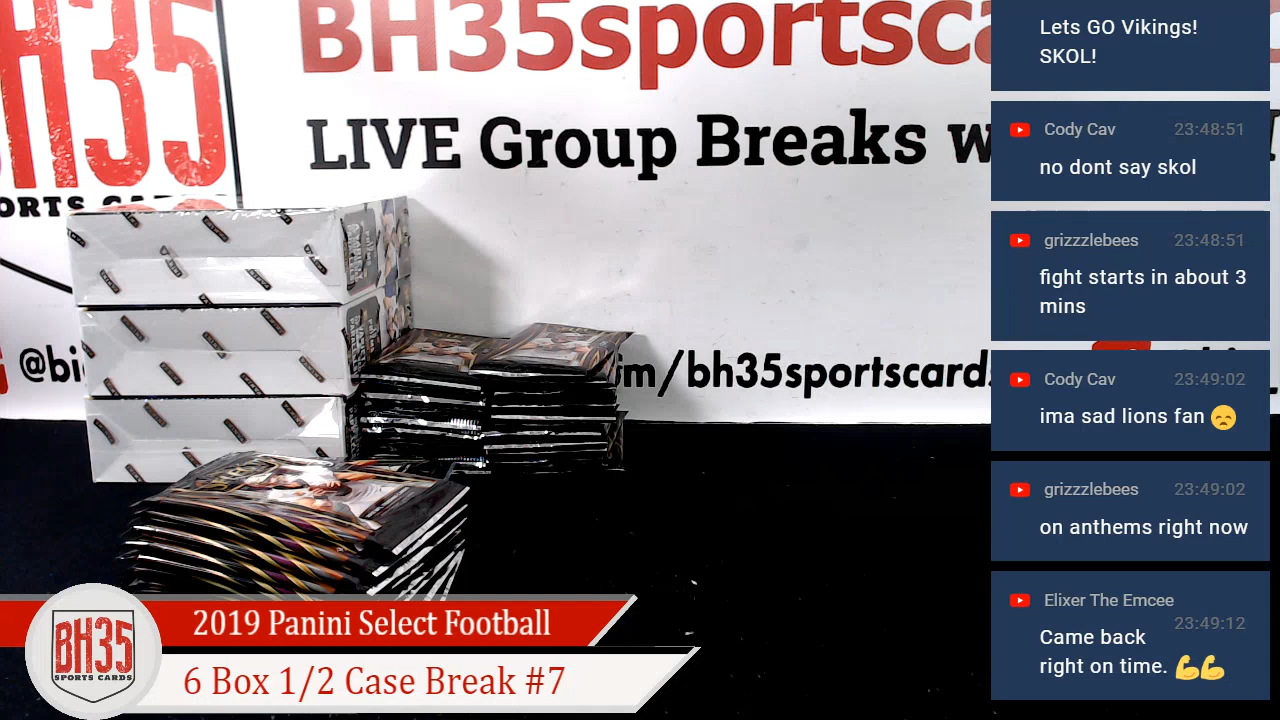 BH35sportsca
LIVE Group Breaks w
BH35
ORTS CARDS
@bi
m/bh35sportscards
Lets GO Vikings!
SKOL!
Cody Cav 23:48:51
no dont say skol
grizzzlebees 23:48:51
fight starts in about 3
mins
Cody Cav 23:49:02
ima sad lions fan 😞
grizzzlebees 23:49:02
on anthems right now
Elixer The Emcee
23:49:12
Came back
right on time. 💪💪
BH35
SPORTS CARDS
2019 Panini Select Football
6 Box 1/2 Case Break #7